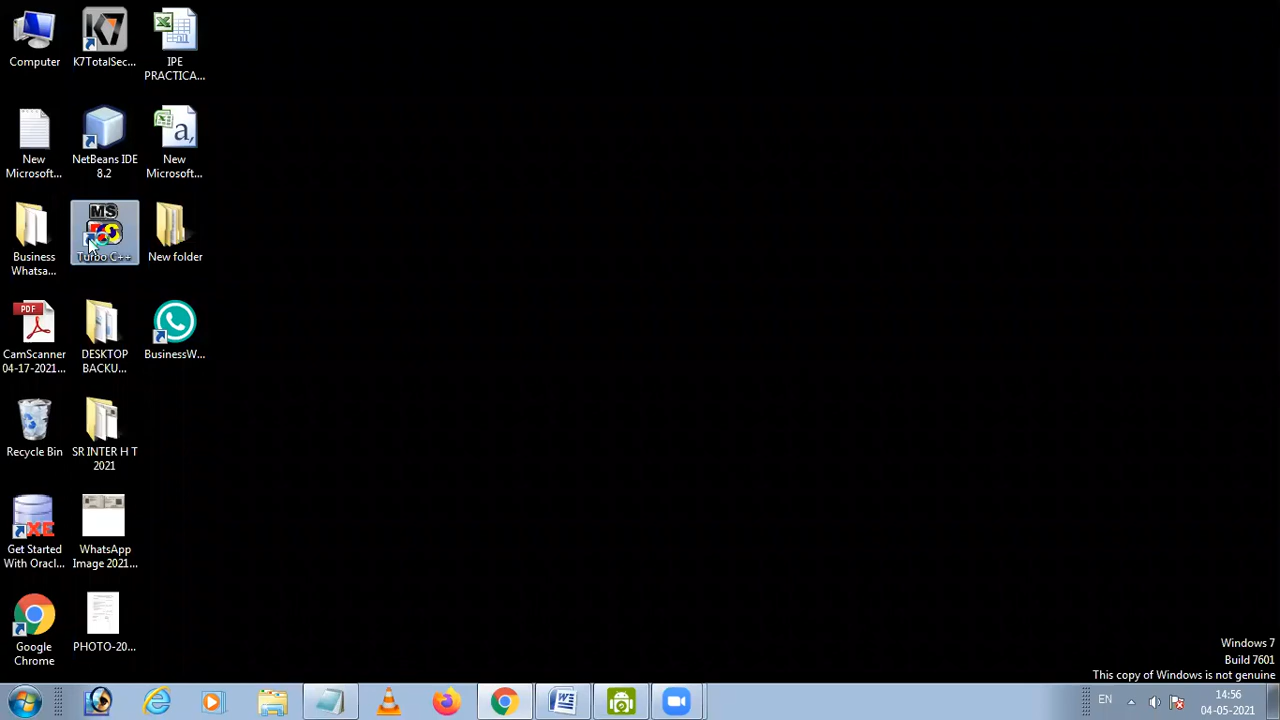 Computer
K7TotalSec...
IPE
PRACTICA...
New
Microsoft...
NetBeans IDE
8.2
New
Microsoft...
Business
Whatsa...
MS
Turbo C++
New folder
PDF
CamScanner
04-17-2021...
DESKTOP
BACKU...
BusinessW...
Recycle Bin
SR INTER H T
2021
XE
Get Started
With Oracl...
WhatsApp
Image 2021...
Google
Chrome
PHOTO-20...
Windows 7
Build 7601
This copy of Windows is not genuine
EN
14:56
04-05-2021